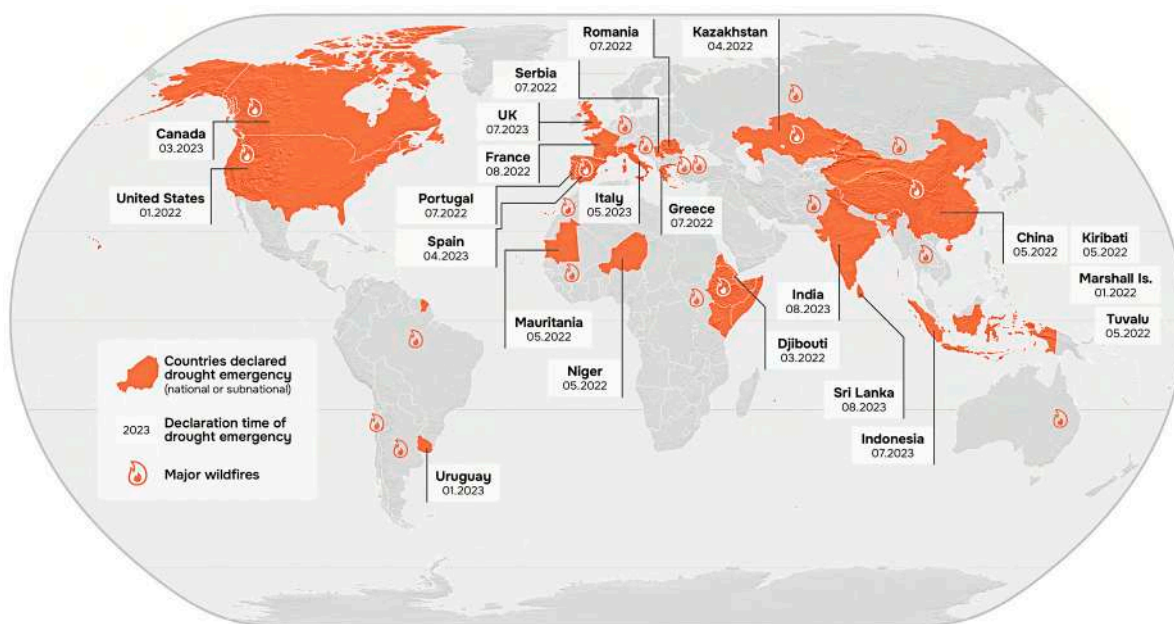 Romania
07.2022
Kazakhstan
04.2022
Serbia
07.2022
UK
07.2023
Canada
03.2023
France
08.2022
United States
01.2022
Portugal
07.2022
Italy
05.2023
Greece
07.2022
Spain
04.2023
China
05.2022
Kiribati
05.2022
Marshall Is.
01.2022
Tuvalu
05.2022
India
08.2023
Mauritania
05.2022
Djibouti
03.2022
Niger
05.2022
Sri Lanka
08.2023
Indonesia
07.2023
Uruguay
01.2023
Countries declared
drought emergency
(national or subnational)
2023
Declaration time of
drought emergency
Major wildfires